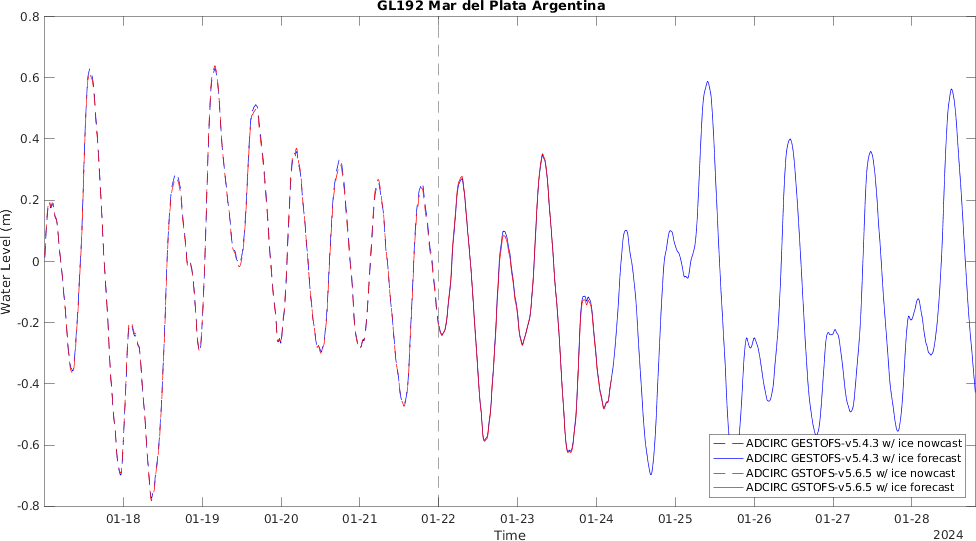 GL192 Mar del Plata Argentina
0.8
0.6
0.4
0.2
0
-0.2
-0.4
-0.6
-0.8
Water Level (m)
01-18 01-19 01-20 01-21 01-22 01-23 01-24 01-25 01-26 01-27 01-28
Time
2024
ADCIRC GESTOFS-v5.4.3 w/ ice nowcast
ADCIRC GESTOFS-v5.4.3 w/ ice forecast
ADCIRC GSTOFS-v5.6.5 w/ ice nowcast
ADCIRC GSTOFS-v5.6.5 w/ ice forecast